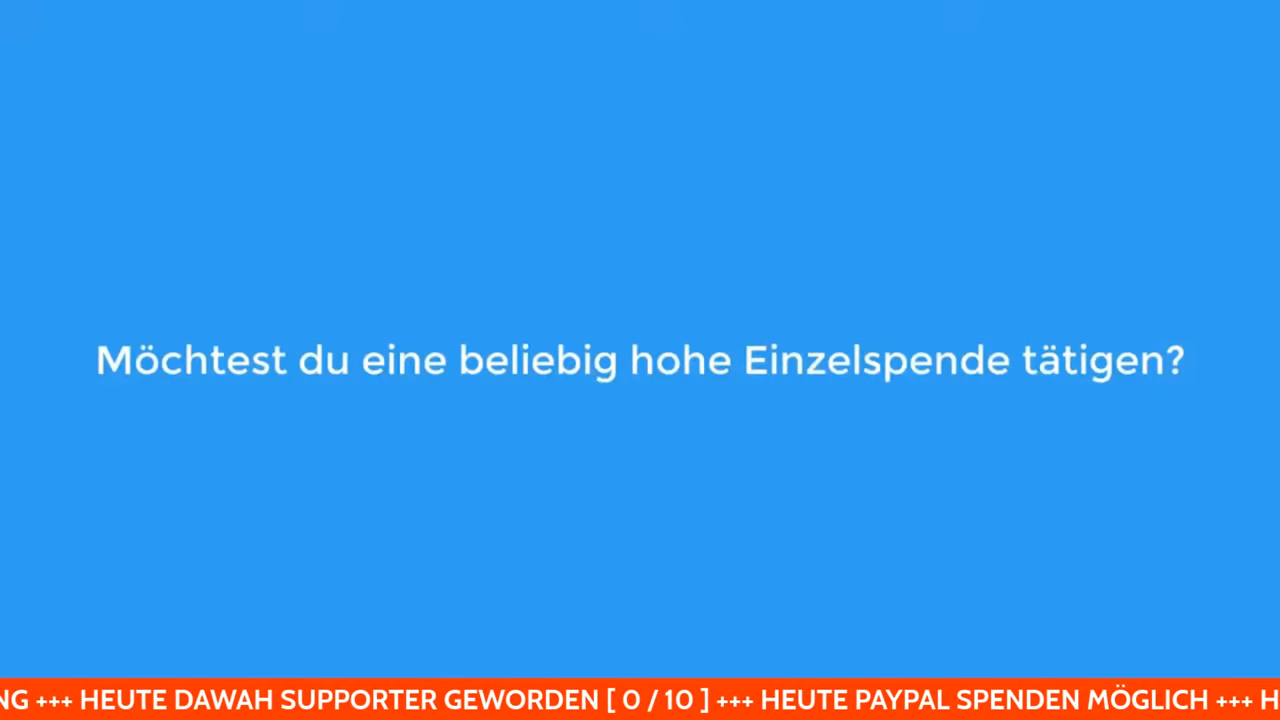 Möchtest du eine beliebig hohe Einzelspende tätigen?
NG +++ HEUTE DAWAH SUPPORTER GEWORDEN [ 0 / 10 ] +++ HEUTE PAYPAL SPENDEN MÖGLICH +++ H